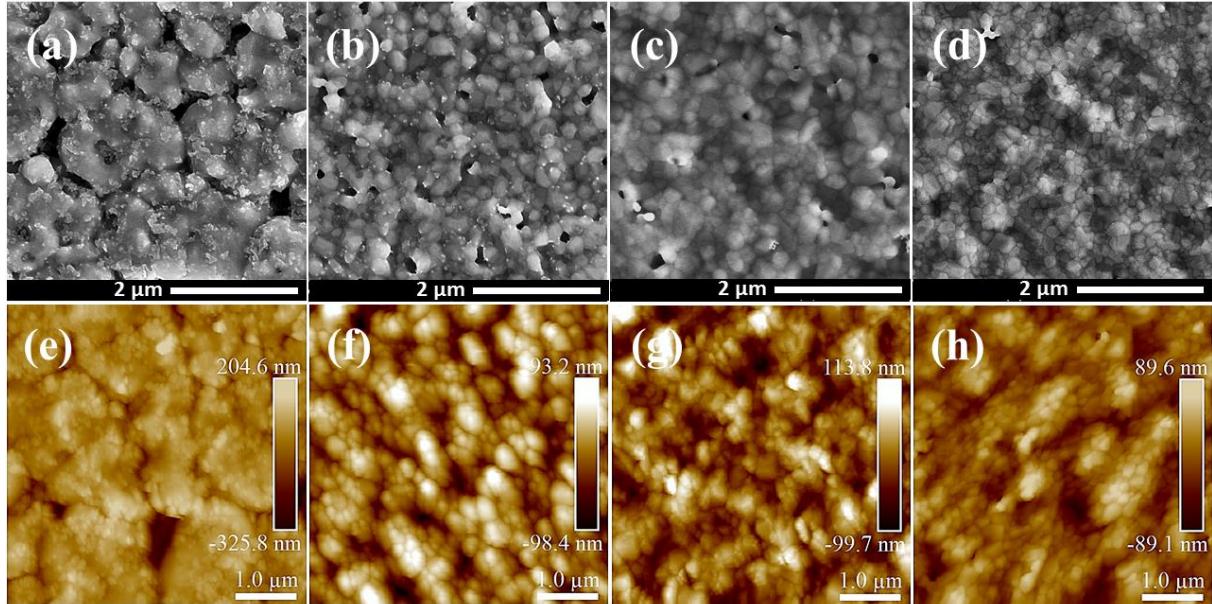 (a)
(b)
(c)
(d)
2 μm
2 μm
2 μm
2 μm
(e)
(f)
(g)
(h)
204.6 nm
93.2 nm
113.8 nm
89.6 nm
-325.8 nm
-98.4 nm
-99.7 nm
-89.1 nm
1.0 μm
1.0 μm
1.0 μm
1.0 μm